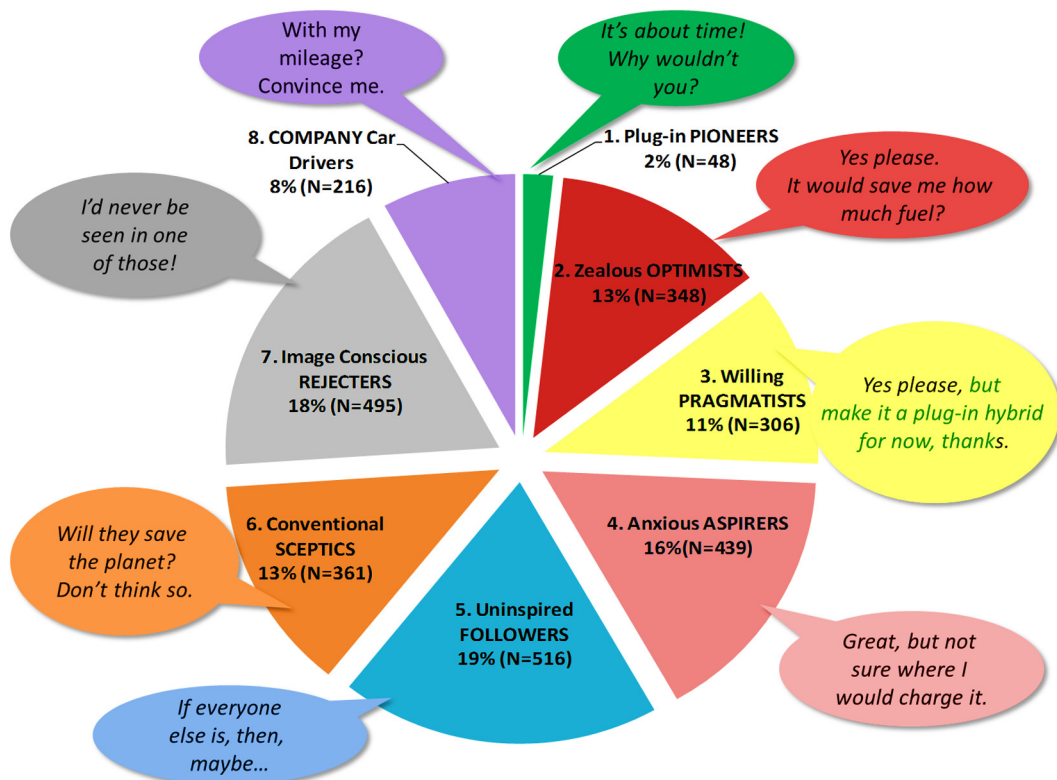 With my
mileage?
Convince me.
It's about time!
Why wouldn't
you?
8. COMPANY Car
Drivers
8% (N=216)
1. Plug-in PIONEERS
2% (N=48)
Yes please.
It would save me how
much fuel?
I'd never be
seen in one
of those!
2. Zealous OPTIMISTS
13% (N=348)
7. Image Conscious
REJECTERS
18% (N=495)
3. Willing
PRAGMATISTS
11% (N=306)
Yes please, but
make it a plug-in hybrid
for now, thanks.
6. Conventional
SCEPTICS
13% (N=361)
4. Anxious ASPIRERS
16%(N=439)
Will they save
the planet?
Don't think so.
5. Uninspired
FOLLOWERS
19% (N=516)
Great, but not
sure where I
would charge it.
If everyone
else is, then,
maybe…